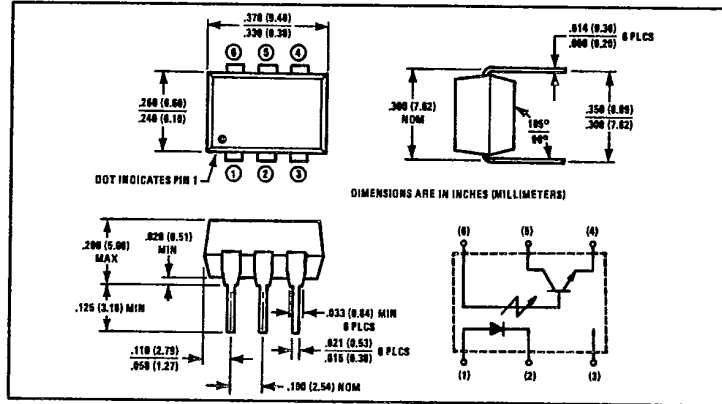 .370 (9.40)
.330 (8.38)
⑥ ⑤ ④
.260 (6.60)
.240 (6.10)
DOT INDICATES PIN 1
① ② ③
.014 (0.36)
.008 (0.20)
6 PLCS
.300 (7.62)
NOM
105°
90°
.350 (8.89)
.300 (7.62)
DIMENSIONS ARE IN INCHES (MILLIMETERS)
.200 (5.08)
MAX
.020 (0.51)
MIN
.125 (3.18) MIN
.033 (0.84) MIN
6 PLCS
.021 (0.53)
.015 (0.38)
6 PLCS
.110 (2.79)
.050 (1.27)
.100 (2.54) NOM
(6) (5) (4)
(1) (2) (3)